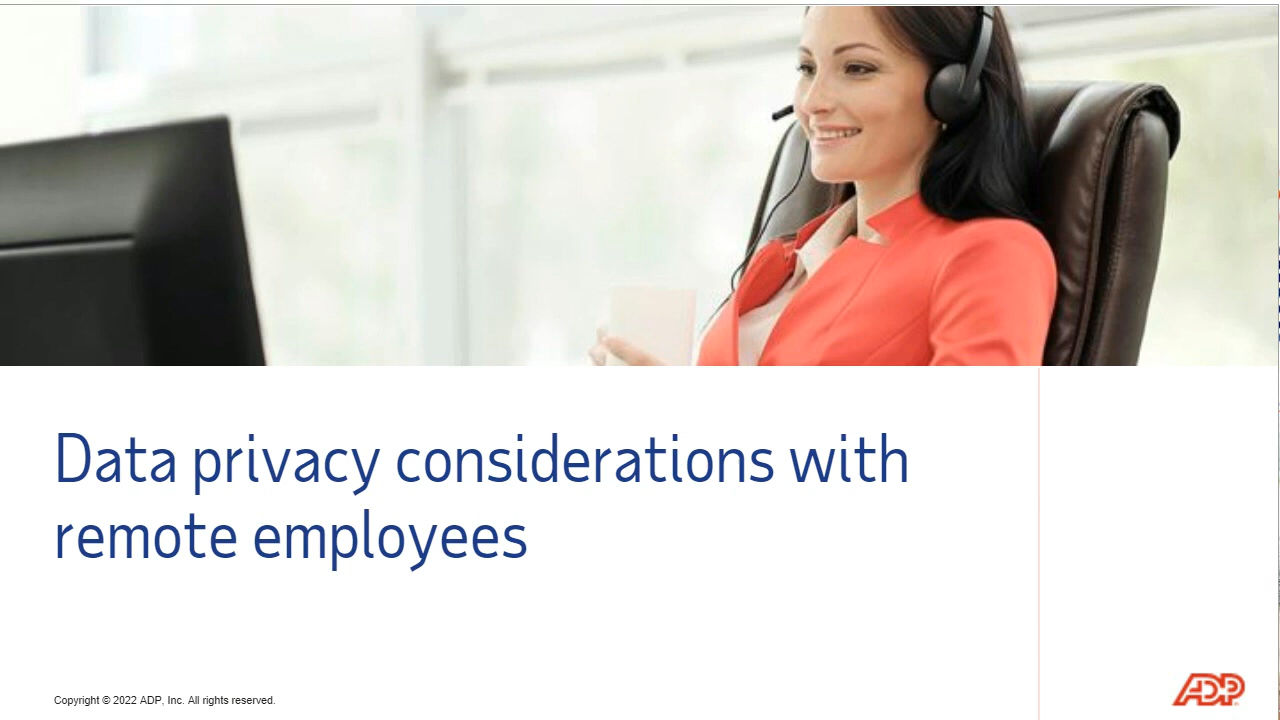 Data privacy considerations with
remote employees
Copyright © 2022 ADP, Inc. All rights reserved.
ADP